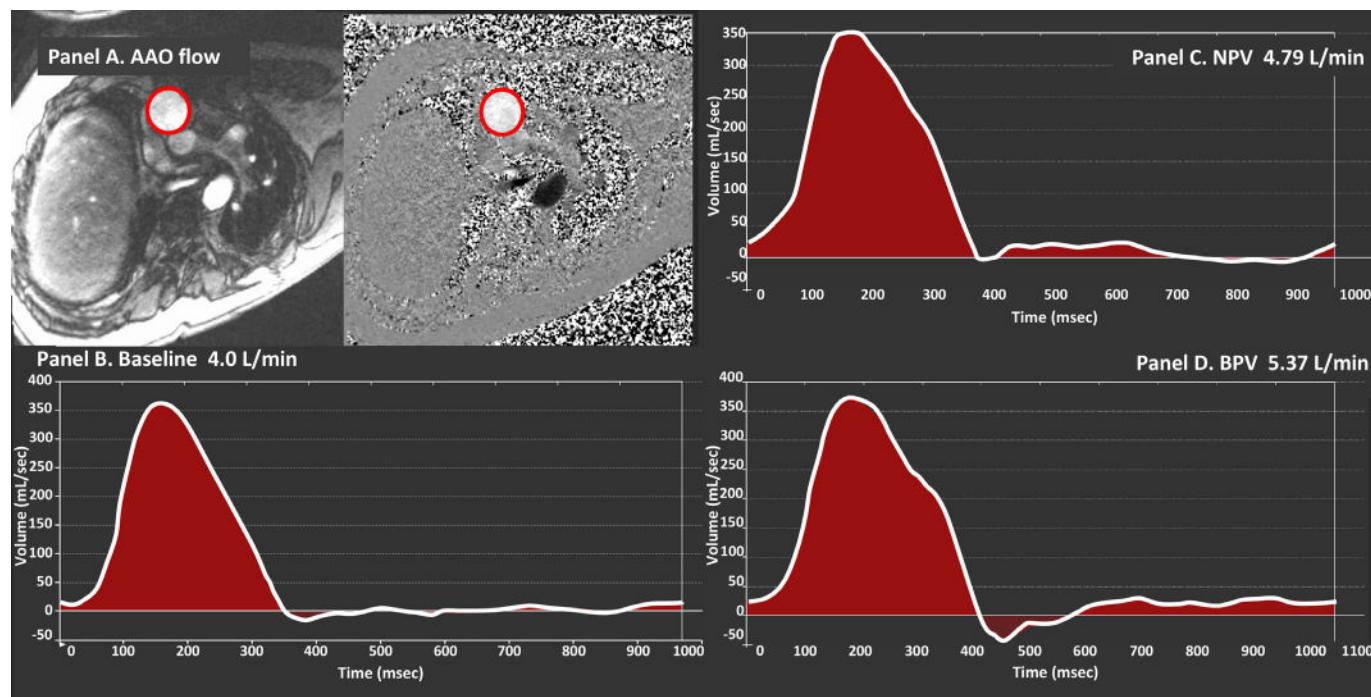 Panel A. AAO flow
Panel C. NPV 4.79 L/min
350
300
250
200
150
100
50
0
-50
Volume (mL/sec)
0 100 200 300 400 500 600 700 800 900 1000
Time (msec)
Panel B. Baseline 4.0 L/min
400
350
300
250
200
150
100
50
0
-50
Volume (mL/sec)
0 100 200 300 400 500 600 700 800 900 1000
Time (msec)
Panel D. BPV 5.37 L/min
400
350
300
250
200
150
100
50
0
-50
Volume (mL/sec)
0 100 200 300 400 500 600 700 800 900 1000 1100
Time (msec)